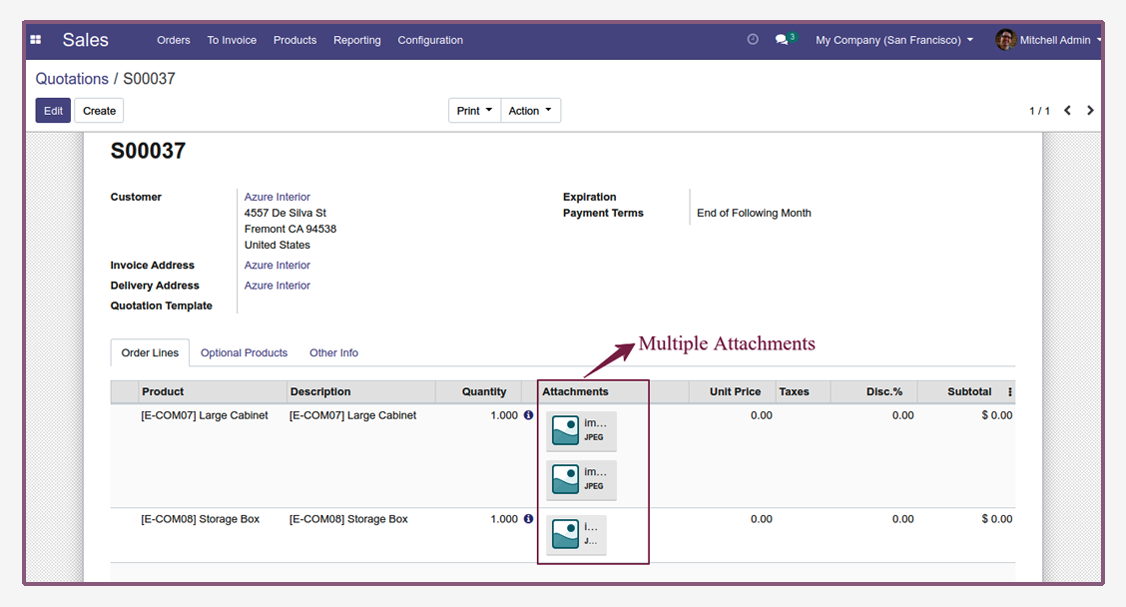 Sales Orders To Invoice Products Reporting Configuration 3 My Company (San Francisco) Mitchell Admin
Quotations / S00037
Edit Create Print Action 1 / 1
S00037
Customer Azure Interior Expiration
4557 De Silva St Payment Terms End of Following Month
Fremont CA 94538
United States
Invoice Address Azure Interior
Delivery Address Azure Interior
Quotation Template
Multiple Attachments
Order Lines Optional Products Other Info
Product Description Quantity Attachments Unit Price Taxes Disc.% Subtotal
[E-COM07] Large Cabinet [E-COM07] Large Cabinet 1.000 im... 0.00 0.00 $ 0.00
JPEG
im...
JPEG
[E-COM08] Storage Box [E-COM08] Storage Box 1.000 i... 0.00 0.00 $ 0.00
J...